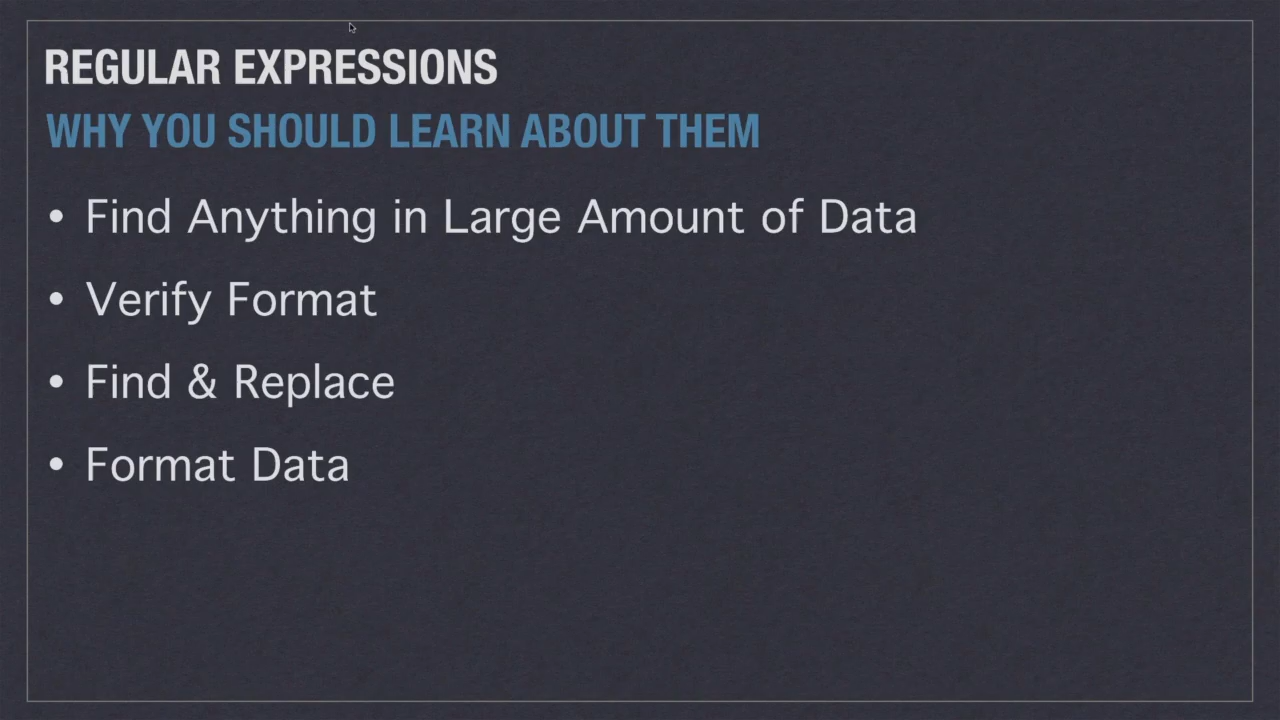 REGULAR EXPRESSIONS
WHY YOU SHOULD LEARN ABOUT THEM
• Find Anything in Large Amount of Data
• Verify Format
• Find & Replace
• Format Data